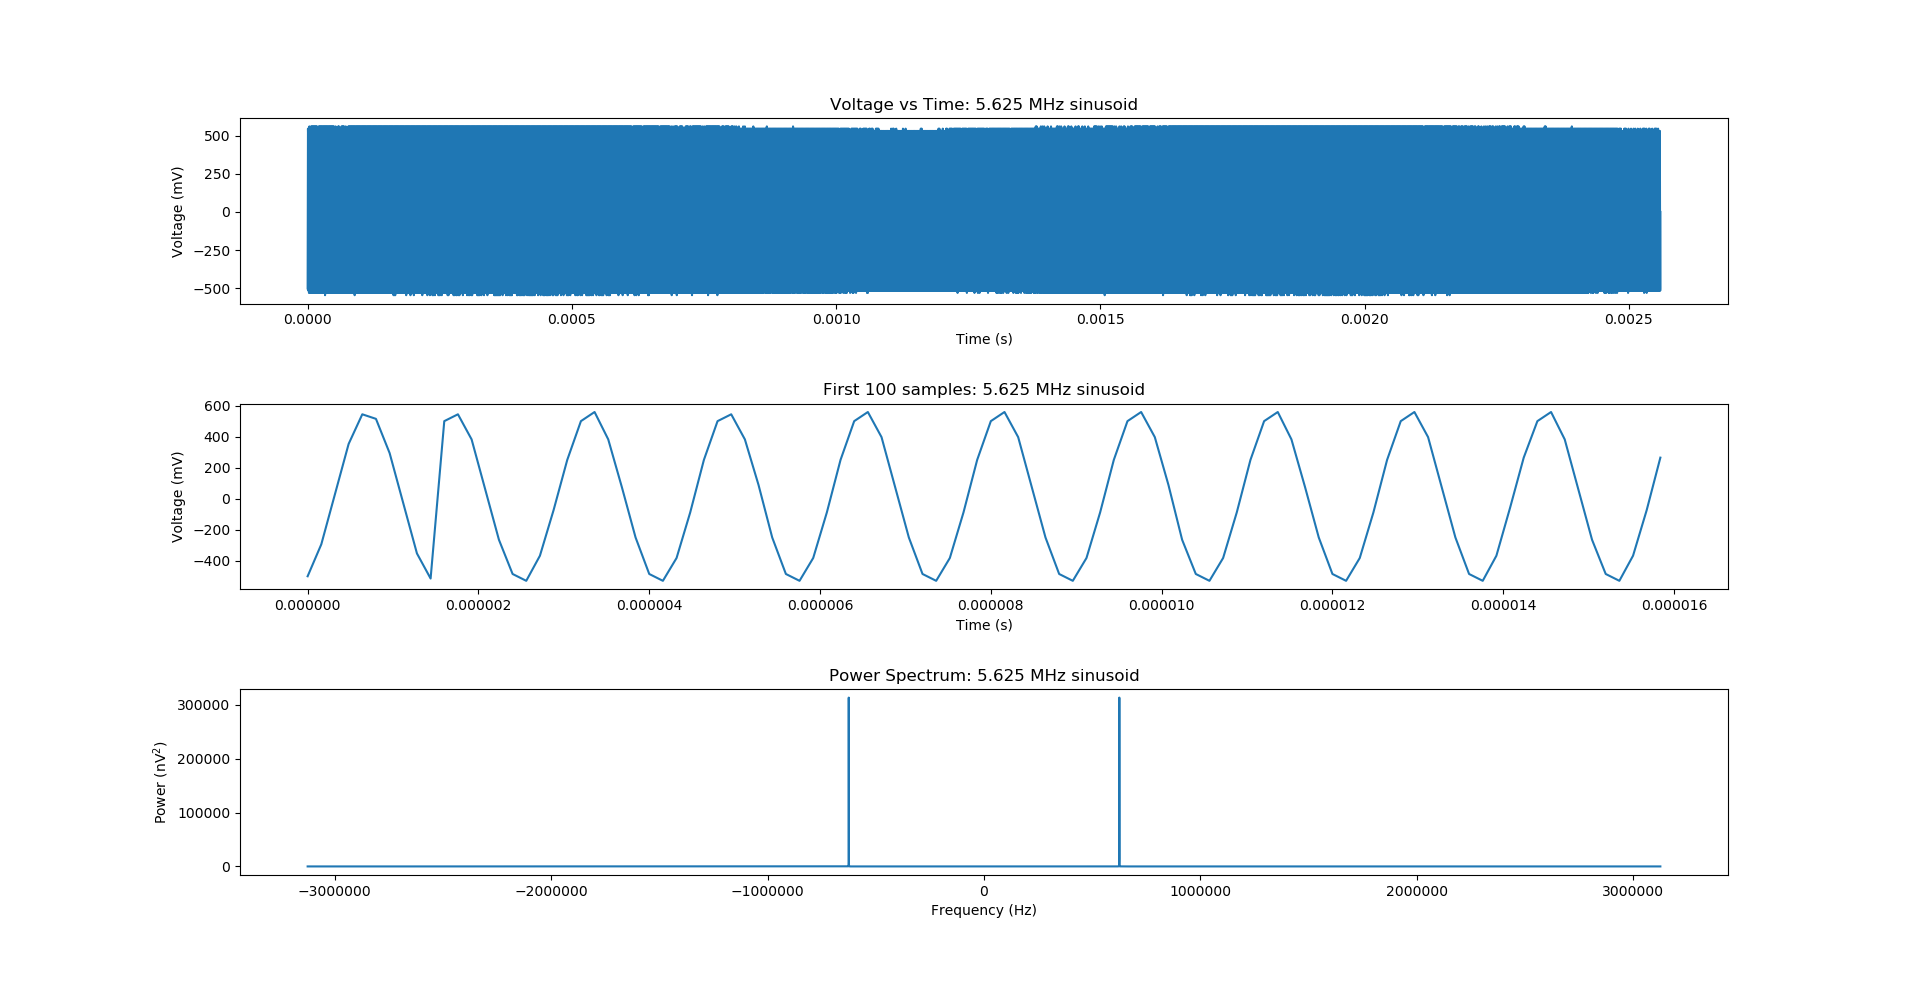 Voltage vs Time: 5.625 MHz sinusoid
Voltage (mV)
500
250
0
−250
−500
0.0000 0.0005 0.0010 0.0015 0.0020 0.0025
Time (s)
First 100 samples: 5.625 MHz sinusoid
Voltage (mV)
600
400
200
0
−200
−400
0.000000 0.000002 0.000004 0.000006 0.000008 0.000010 0.000012 0.000014 0.000016
Time (s)
Power Spectrum: 5.625 MHz sinusoid
Power (nV²)
300000
200000
100000
0
−3000000 −2000000 −1000000 0 1000000 2000000 3000000
Frequency (Hz)